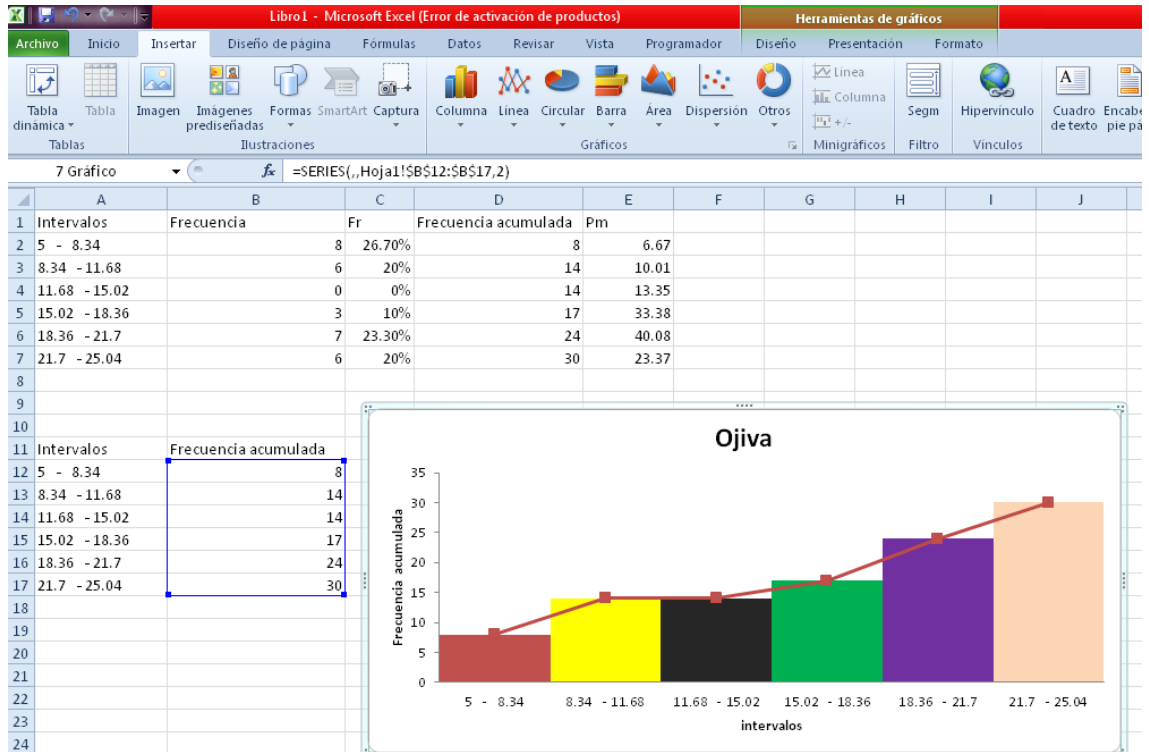 Libro1 - Microsoft Excel (Error de activación de productos)
Herramientas de gráficos
Archivo Inicio Insertar Diseño de página Fórmulas Datos Revisar Vista Programador Diseño Presentación Formato
Tabla dinámica
Tabla
Imagen
Imágenes prediseñadas
Formas
SmartArt
Captura
Columna
Línea
Circular
Barra
Área
Dispersión
Otros
Línea
Columna
+/-
Segm
Hipervínculo
Cuadro de texto
Tablas
Ilustraciones
Gráficos
Minigráficos
Filtro
Vínculos
7 Gráfico
fx =SERIES(,,Hoja1!$B$12:$B$17,2)
A B C D E F G H I J
1 Intervalos Frecuencia Fr Frecuencia acumulada Pm
2 5 - 8.34 8 26.70% 8 6.67
3 8.34 - 11.68 6 20% 14 10.01
4 11.68 - 15.02 0 0% 14 13.35
5 15.02 - 18.36 3 10% 17 33.38
6 18.36 - 21.7 7 23.30% 24 40.08
7 21.7 - 25.04 6 20% 30 23.37
8
9
10
11 Intervalos Frecuencia acumulada
12 5 - 8.34 8
13 8.34 - 11.68 14
14 11.68 - 15.02 14
15 15.02 - 18.36 17
16 18.36 - 21.7 24
17 21.7 - 25.04 30
18
19
20
21
22
23
24
Ojiva
Frecuencia acumulada
35
30
25
20
15
10
5
0
5 - 8.34 8.34 - 11.68 11.68 - 15.02 15.02 - 18.36 18.36 - 21.7 21.7 - 25.04
intervalos